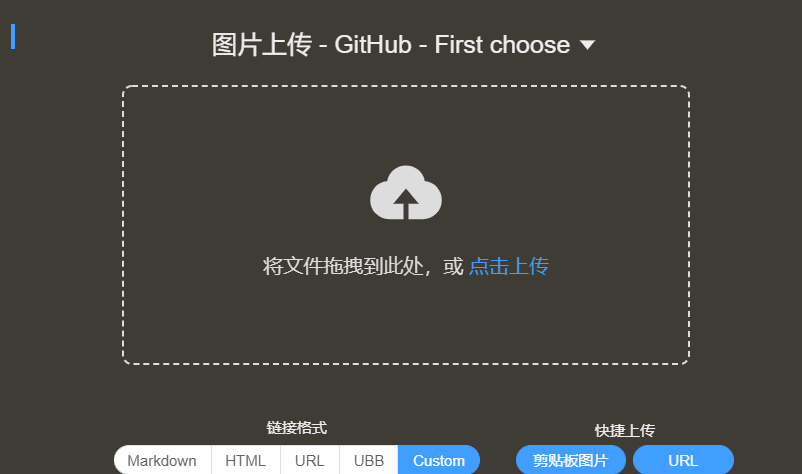 图片上传 - GitHub - First choose
将文件拖拽到此处，或 点击上传
链接格式
快捷上传
Markdown HTML URL UBB Custom
剪贴板图片 URL